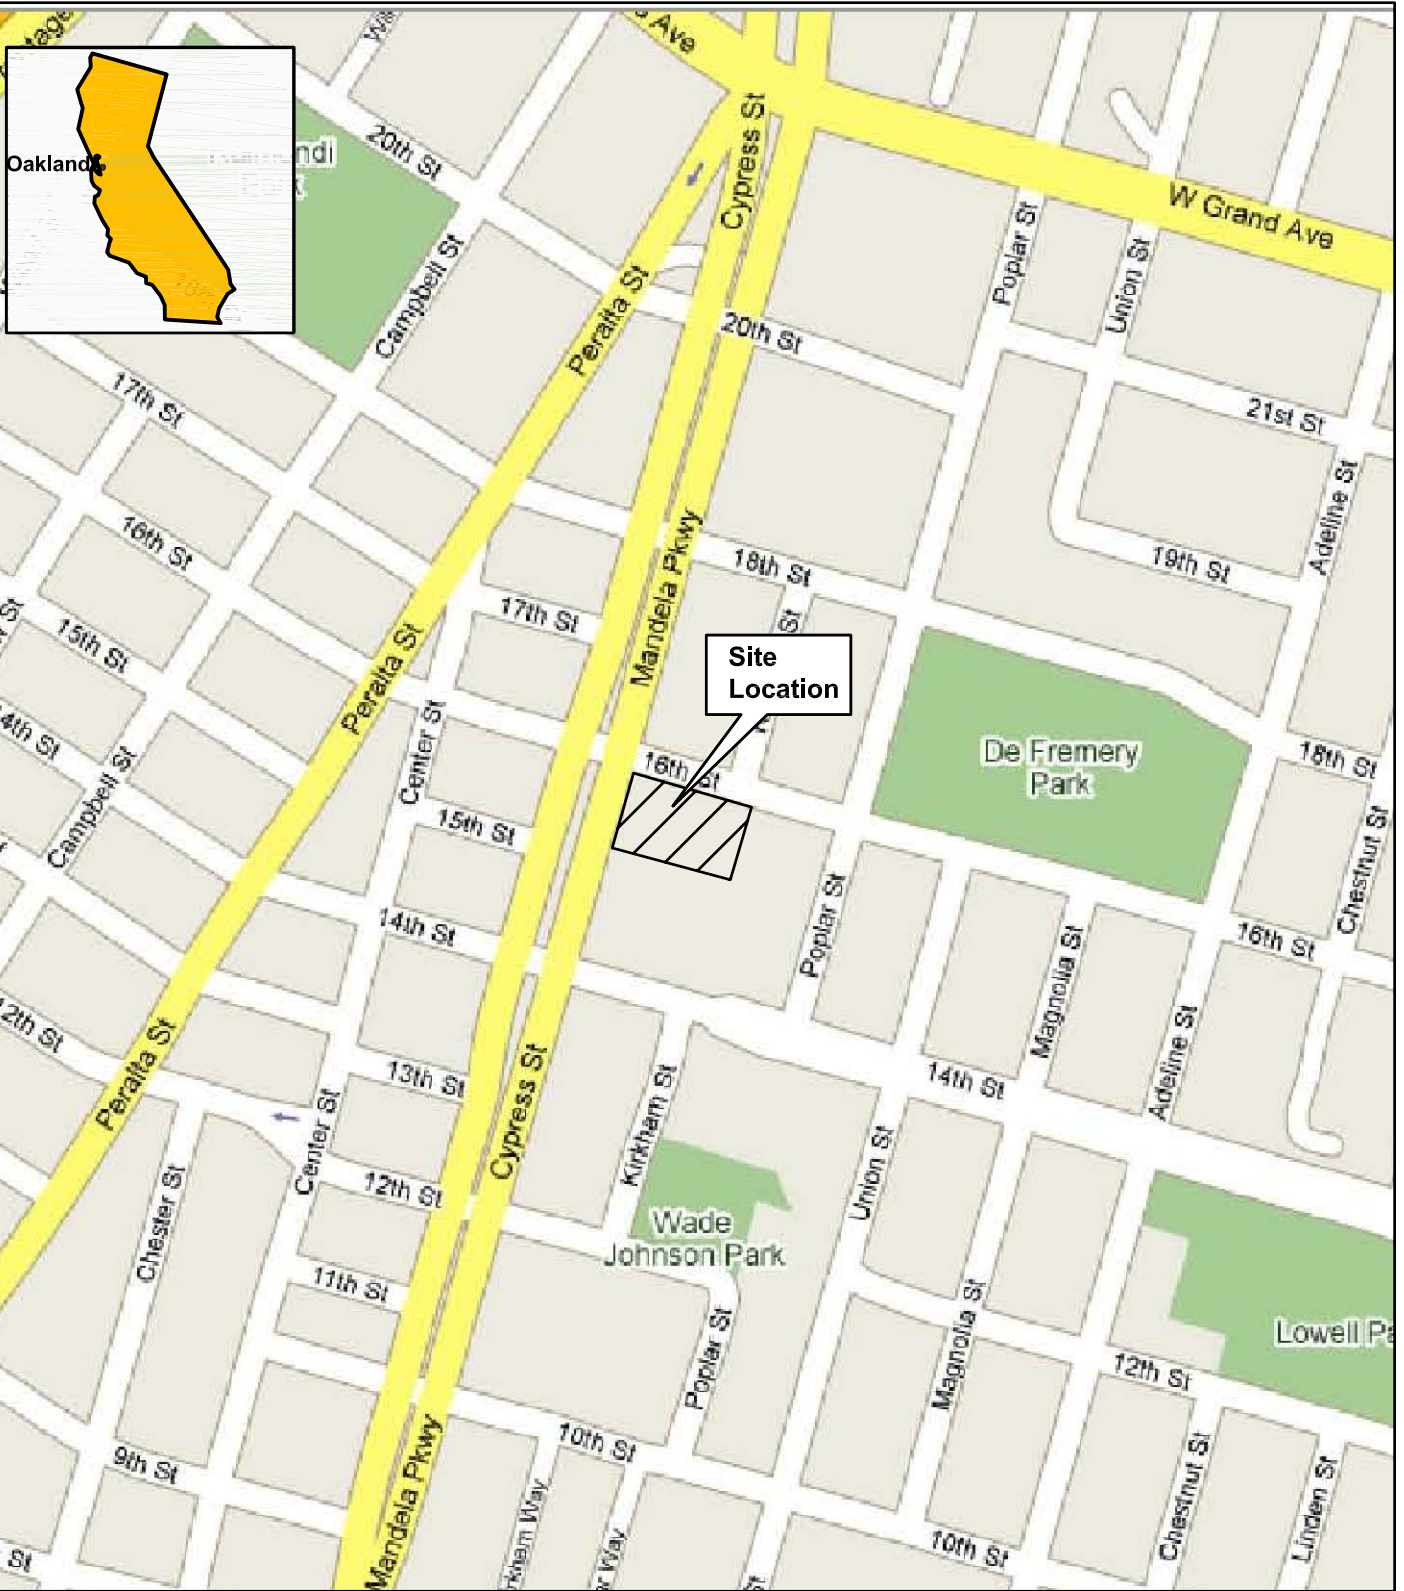 Oakland
20th St
Cypress St
W Grand Ave
Campbell St
Peralta St
Poplar St
Union St
20th St
17th St
21st St
16th St
Mandela Pkwy
18th St
Adeline St
19th St
17th St
15th St
Peralta St
Site
Location
Center St
De Fremery
Park
18th St
16th St
Campbell St
15th St
Chestnut St
Poplar St
14th St
Magnolia St
16th St
Peralta St
13th St
Cypress St
Kirkham St
14th St
Adeline St
Center St
12th St
Union St
Chester St
Wade
Johnson Park
11th St
Poplar St
Magnolia St
Lowell
12th St
9th St
Mandela Pkwy
10th St
Chestnut St
Linden St
10th St